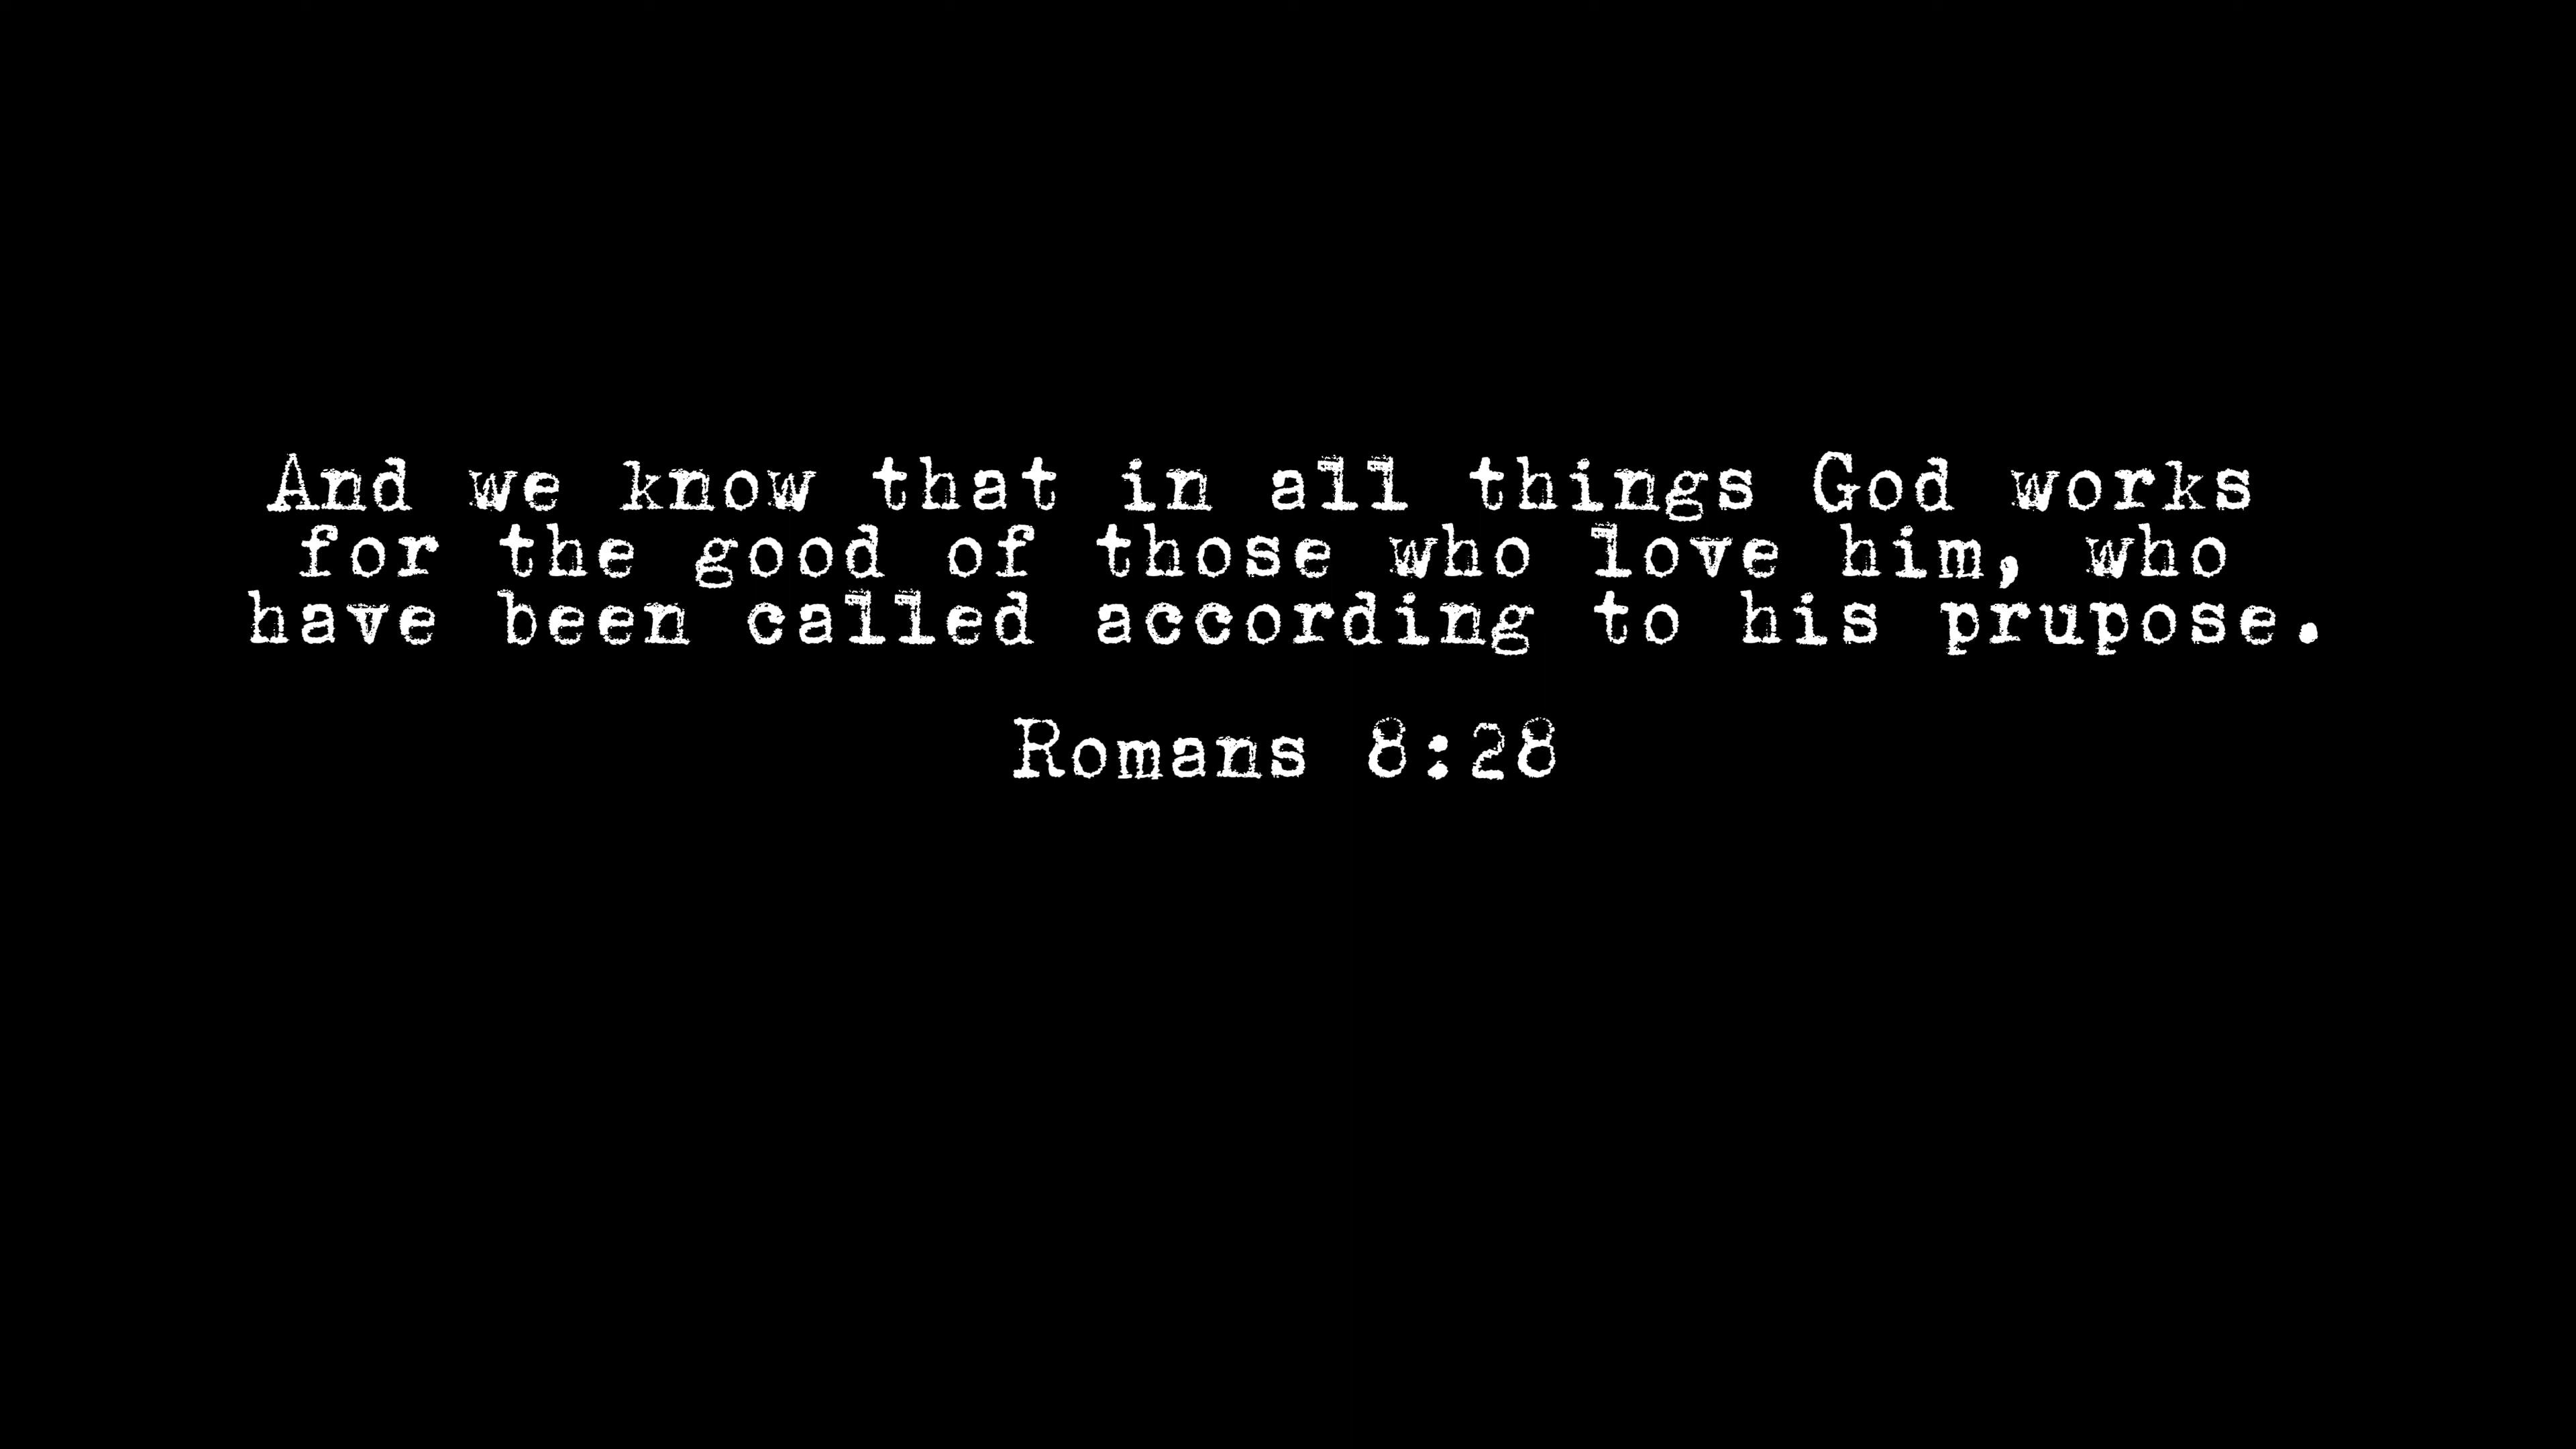 And we know that in all things God works
for the good of those who love him, who
have been called according to his prupose.
Romans 8:28